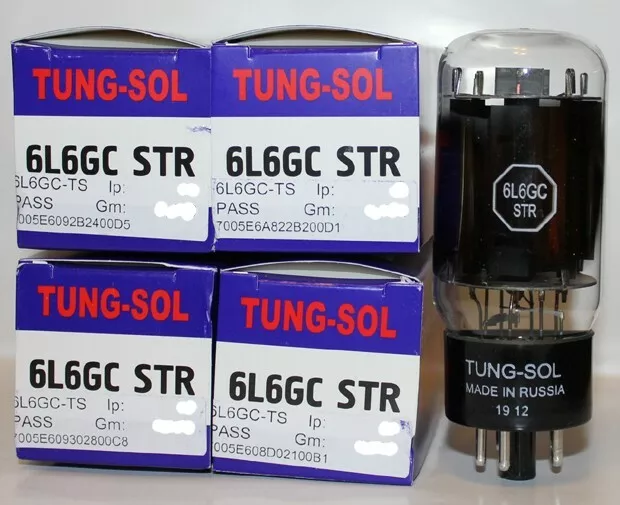 TUNG-SOL
6L6GC STR
6L6GC-TS Ip:
PASS Gm:
7005E6092B2400D5
TUNG-SOL
6L6GC STR
6L6GC-TS Ip:
PASS Gm:
7005E6A822B200D1
TUNG-SOL
6L6GC STR
6L6GC-TS Ip:
PASS Gm:
7005E609302800C8
TUNG-SOL
6L6GC STR
6L6GC-TS Ip:
PASS Gm:
7005E608D02100B1
6L6GC
STR
TUNG-SOL
MADE IN RUSSIA
19 12